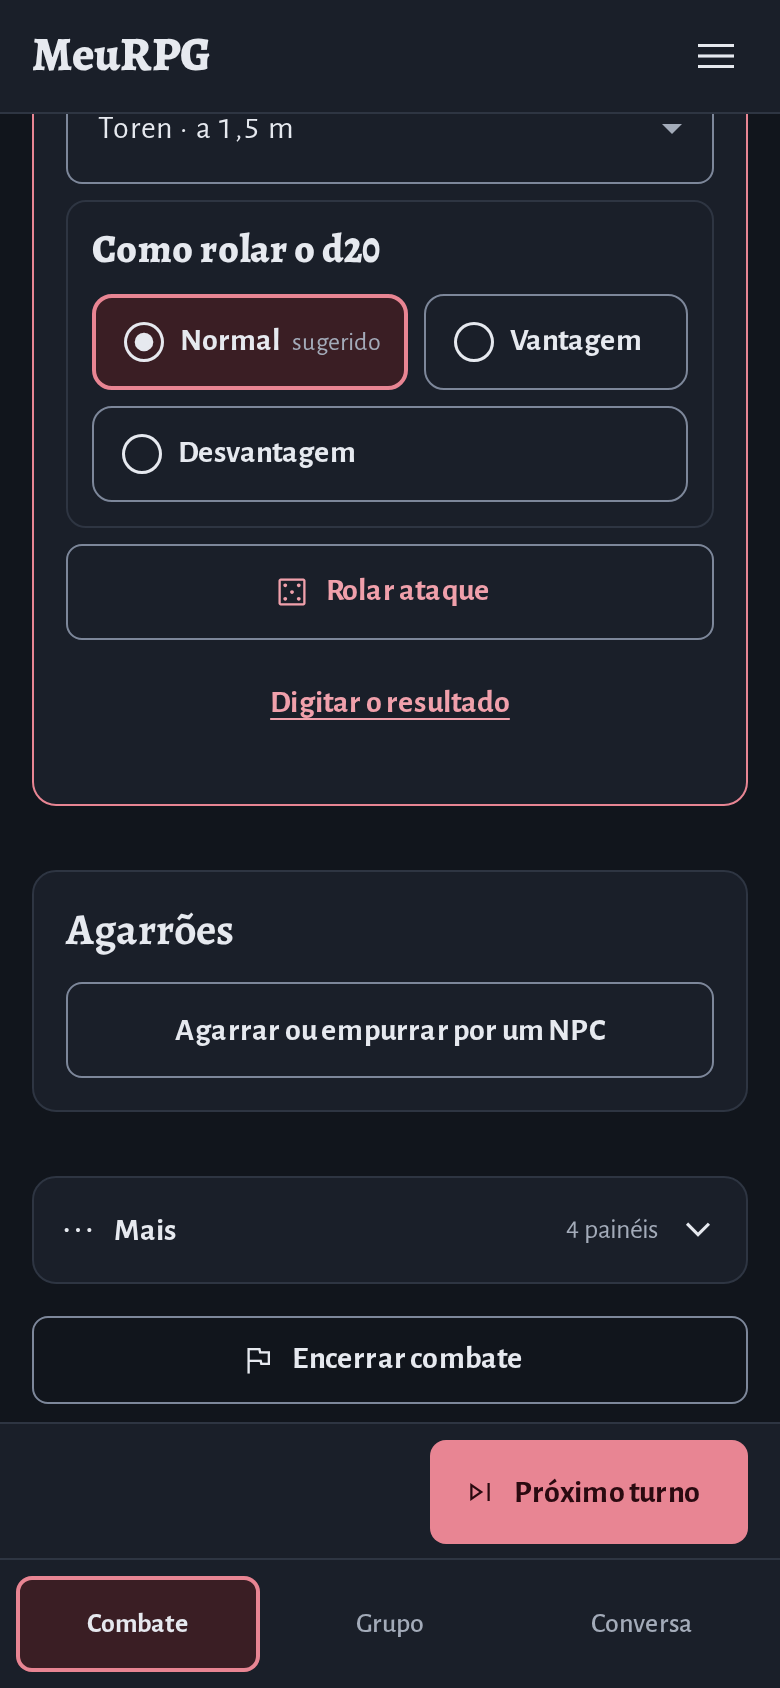 MeuRPG
Toren · a 1,5 m
Como rolar o d20
Normal sugerido
Vantagem
Desvantagem
Rolar ataque
Digitar o resultado
Agarrões
Agarrar ou empurrar por um NPC
Mais
4 painéis
Encerrar combate
Próximo turno
Combate
Grupo
Conversa